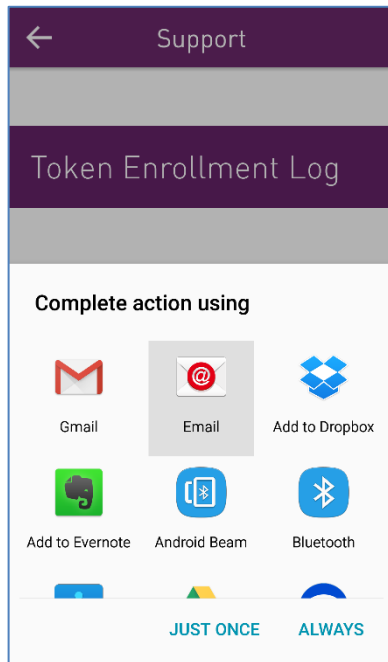 Support
Token Enrollment Log
Complete action using
Gmail
Email
Add to Dropbox
Add to Evernote
Android Beam
Bluetooth
JUST ONCE
ALWAYS